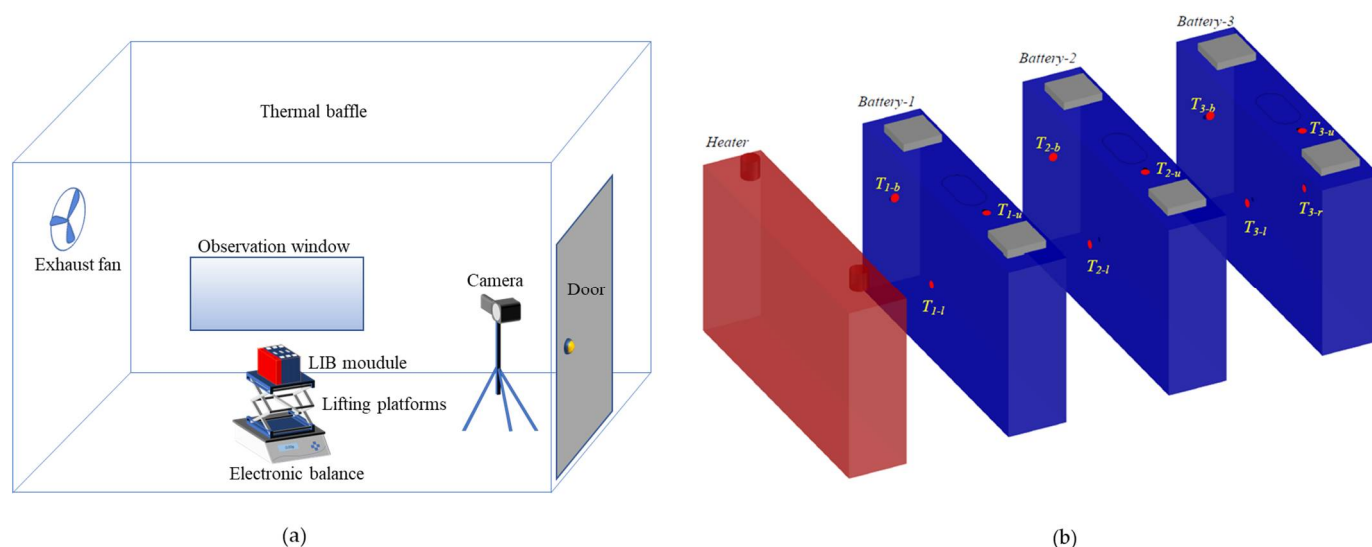 Thermal baffle
Exhaust fan
Observation window
Camera
Door
LIB moudule
Lifting platforms
Electronic balance
(a)
Battery-3
Battery-2
Battery-1
Heater
T3-b
T3-u
T2-b
T2-u
T3-r
T3-l
T1-b
T1-u
T2-l
T1-l
(b)